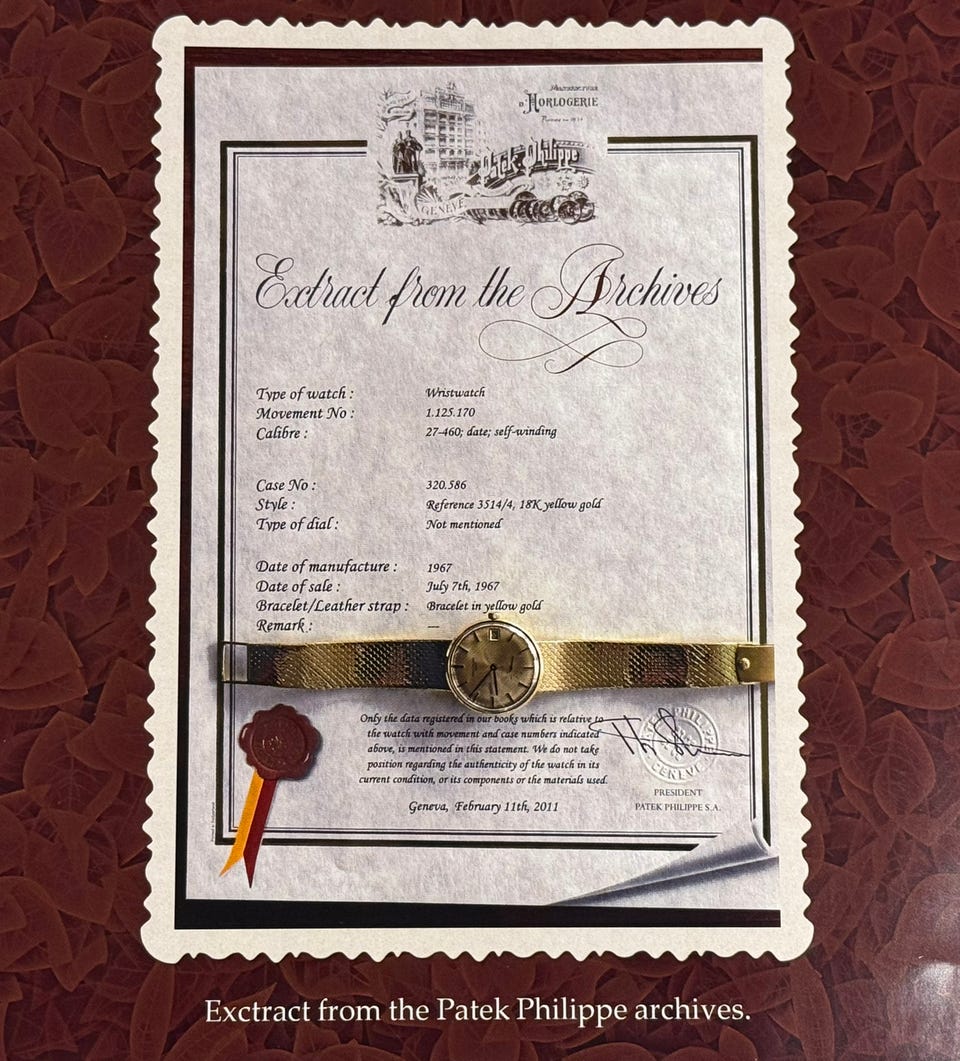 MANUFACTURE
D'HORLOGERIE
Patek Philippe
GENÈVE
Extract from the Archives
Type of watch : Wristwatch
Movement No : 1.125.170
Calibre : 27-460; date; self-winding
Case No : 320.586
Style : Reference 3514/4, 18K yellow gold
Type of dial : Not mentioned
Date of manufacture : 1967
Date of sale : July 7th, 1967
Bracelet/Leather strap : Bracelet in yellow gold
Remark : —
Only the data registered in our books which is relative to
the watch with movement and case numbers indicated
above, is mentioned in this statement. We do not take
position regarding the authenticity of the watch in its
current condition, or its components or the materials used.
Geneva, February 11th, 2011
PRESIDENT
PATEK PHILIPPE S.A.
Exctract from the Patek Philippe archives.